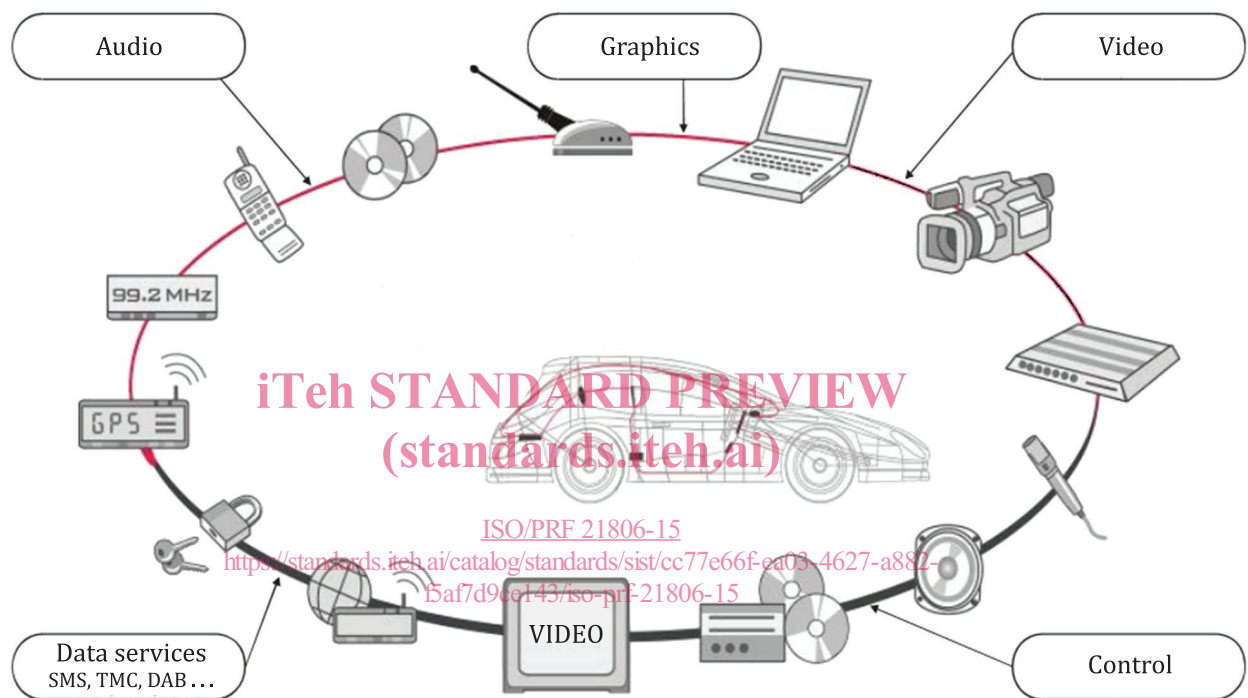 Audio
Graphics
Video
99.2 MHz
GPS
iTeh STANDARD PREVIEW
(standards.iteh.ai)
ISO/PRF 21806-15
https://standards.iteh.ai/catalog/standards/sist/cc77e66f-ea03-4627-a882-
f5af7d9ce143/iso-prf-21806-15
VIDEO
Data services
SMS, TMC, DAB ...
Control